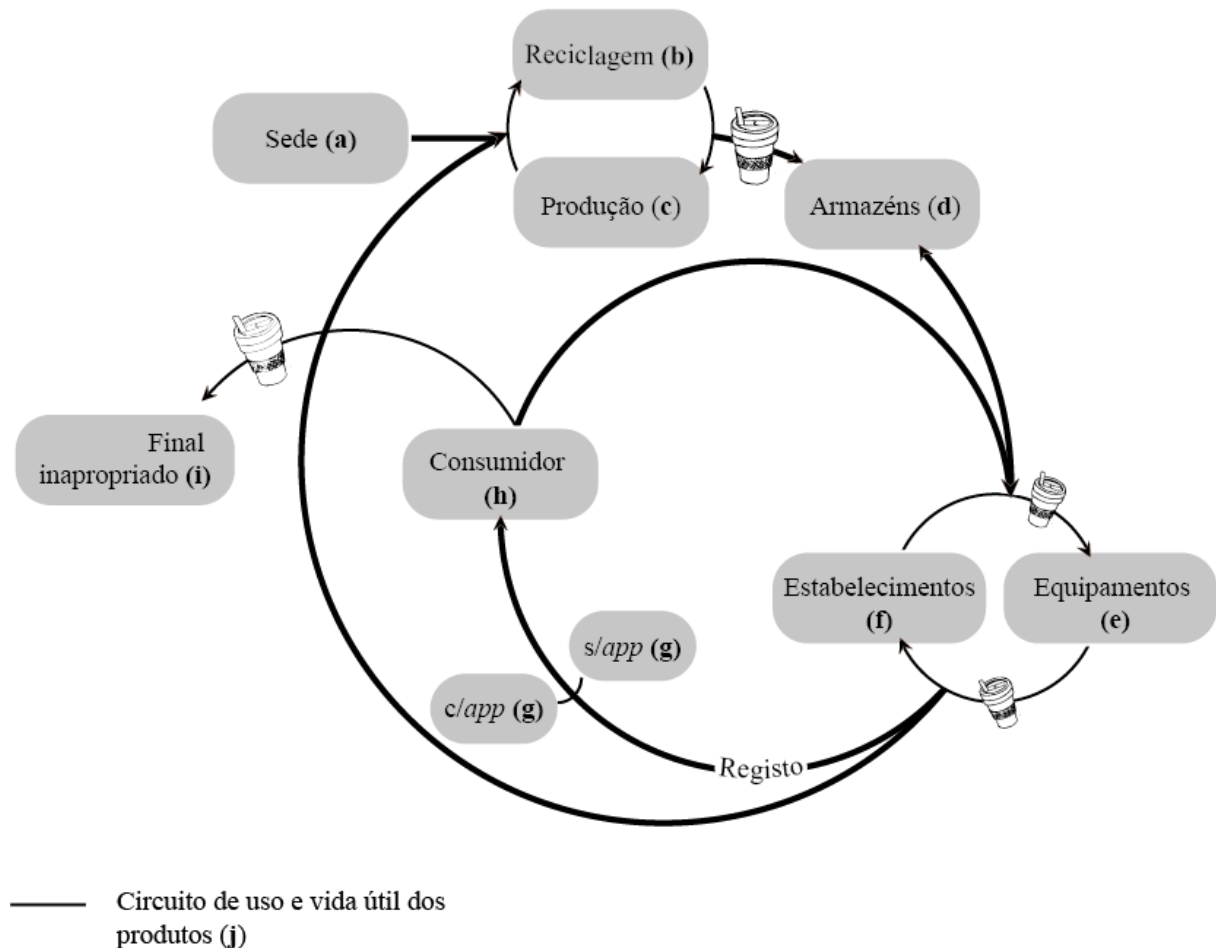 Reciclagem (b)
Sede (a)
Produção (c)
Armazéns (d)
Final
inapropriado (i)
Consumidor
(h)
Estabelecimentos
(f)
Equipamentos
(e)
s/app (g)
c/app (g)
Registo
Circuito de uso e vida útil dos
produtos (j)